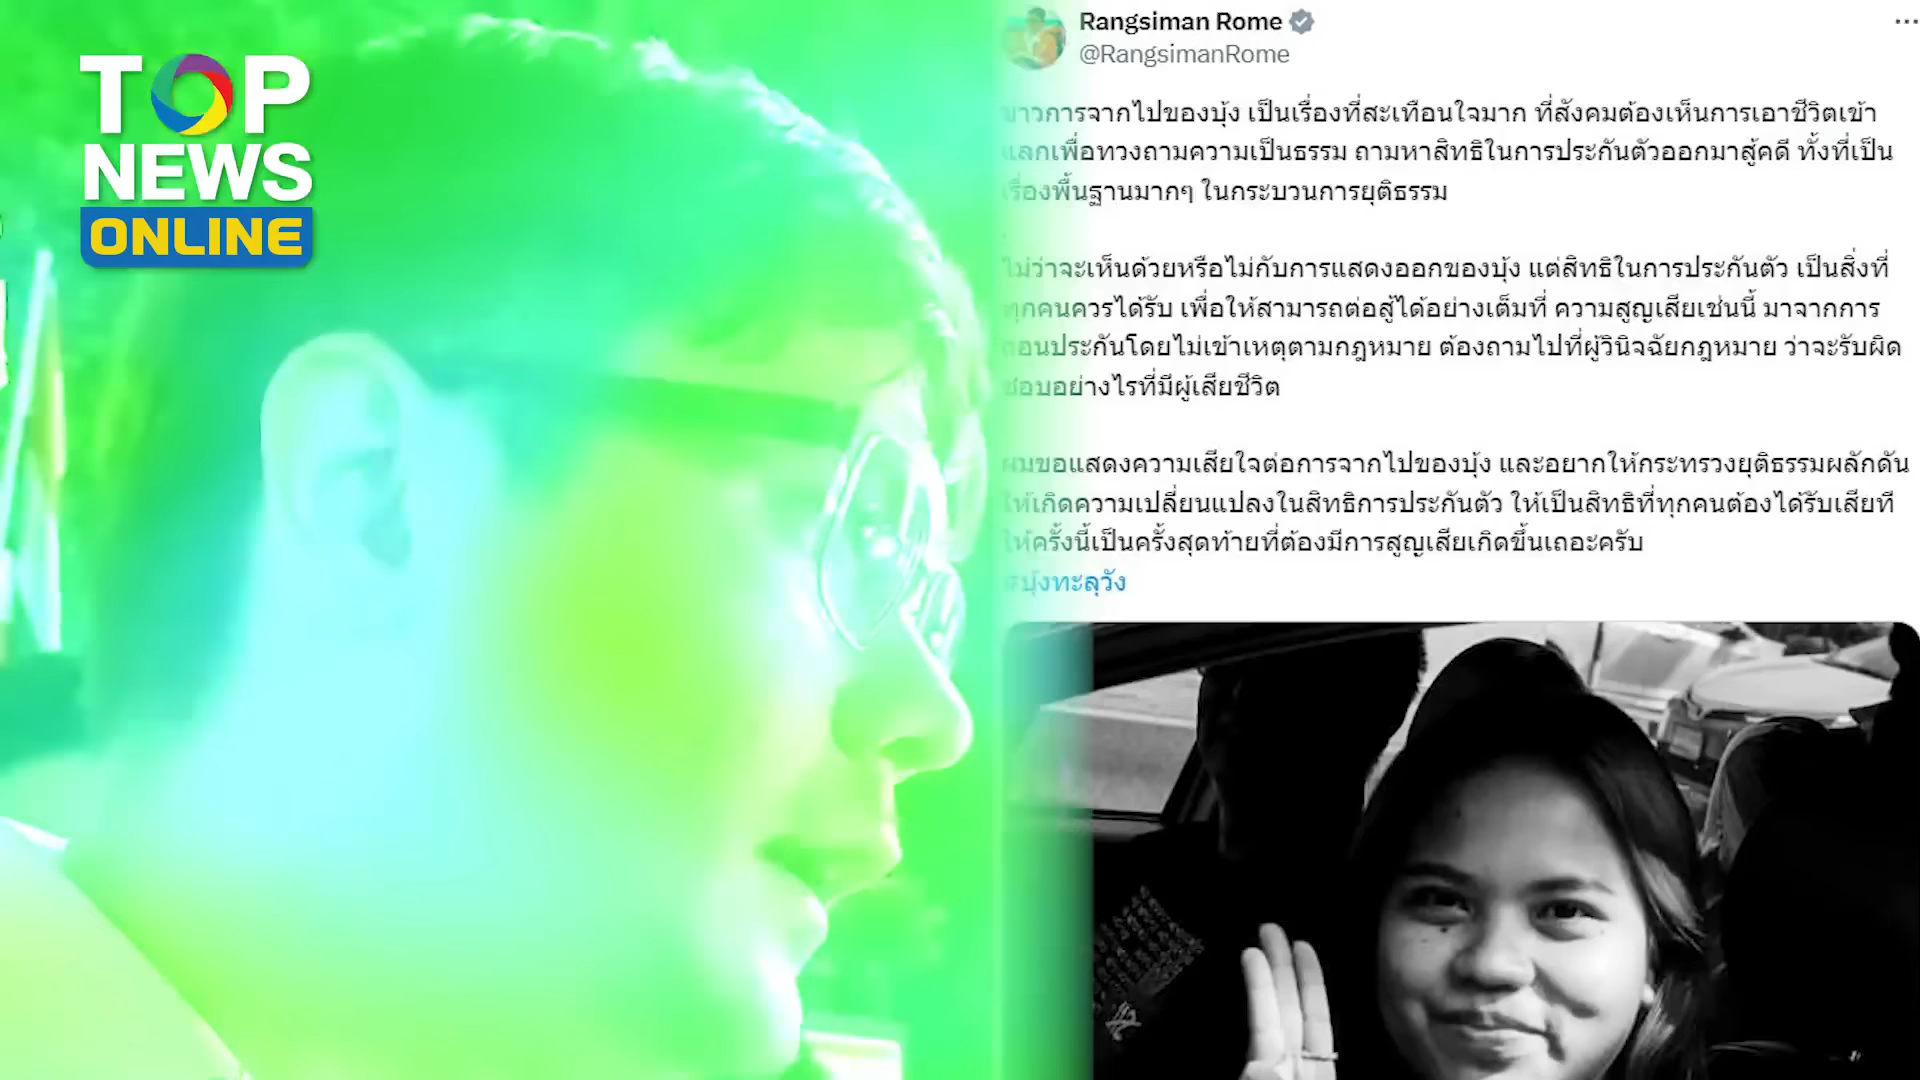 TOP
NEWS
ONLINE
Rangsiman Rome
@RangsimanRome
ข่าวการจากไปของบุ้ง เป็นเรื่องที่สะเทือนใจมาก ที่สังคมต้องเห็นการเอาชีวิตเข้า
แลกเพื่อทวงถามความเป็นธรรม ถามหาสิทธิในการประกันตัวออกมาสู้คดี ทั้งที่เป็น
เรื่องพื้นฐานมากๆ ในกระบวนการยุติธรรม
ไม่ว่าจะเห็นด้วยหรือไม่กับการแสดงออกของบุ้ง แต่สิทธิในการประกันตัว เป็นสิ่งที่
ทุกคนควรได้รับ เพื่อให้สามารถต่อสู้ได้อย่างเต็มที่ ความสูญเสียเช่นนี้ มาจากการ
ถอนประกันโดยไม่เข้าเหตุตามกฎหมาย ต้องถามไปที่ผู้วินิจฉัยกฎหมาย ว่าจะรับผิด
ชอบอย่างไรที่มีผู้เสียชีวิต
ผมขอแสดงความเสียใจต่อการจากไปของบุ้ง และอยากให้กระทรวงยุติธรรมผลักดัน
ให้เกิดความเปลี่ยนแปลงในสิทธิการประกันตัว ให้เป็นสิทธิที่ทุกคนต้องได้รับเสียที
ให้ครั้งนี้เป็นครั้งสุดท้ายที่ต้องมีการสูญเสียเกิดขึ้นเถอะครับ
#บุ้งทะลุวัง